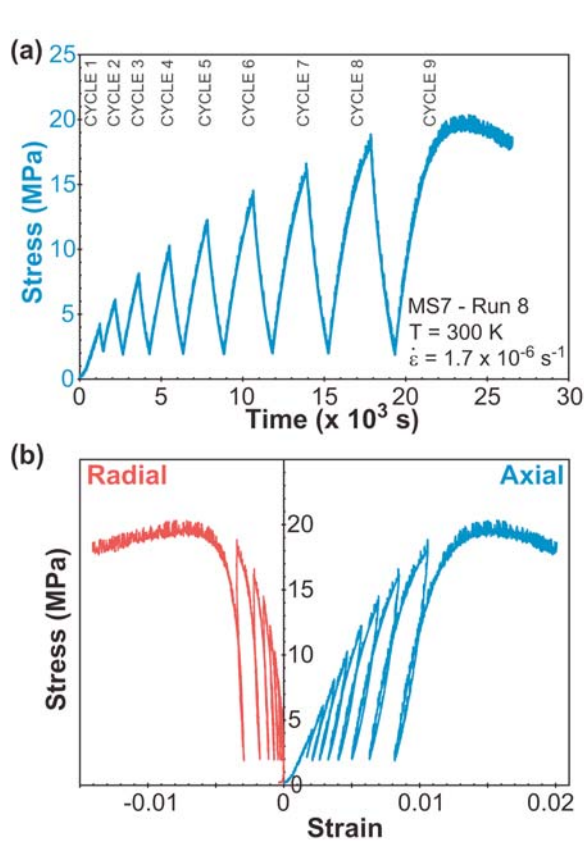 (a)
25
20
15
10
5
0
Stress (MPa)
CYCLE 1
CYCLE 2
CYCLE 3
CYCLE 4
CYCLE 5
CYCLE 6
CYCLE 7
CYCLE 8
CYCLE 9
MS7 - Run 8
T = 300 K
ε̇ = 1.7 x 10⁻⁶ s⁻¹
0 5 10 15 20 25 30
Time (x 10³ s)
(b)
Radial
Axial
Stress (MPa)
20
15
10
5
0
-0.01 0 0.01 0.02
Strain